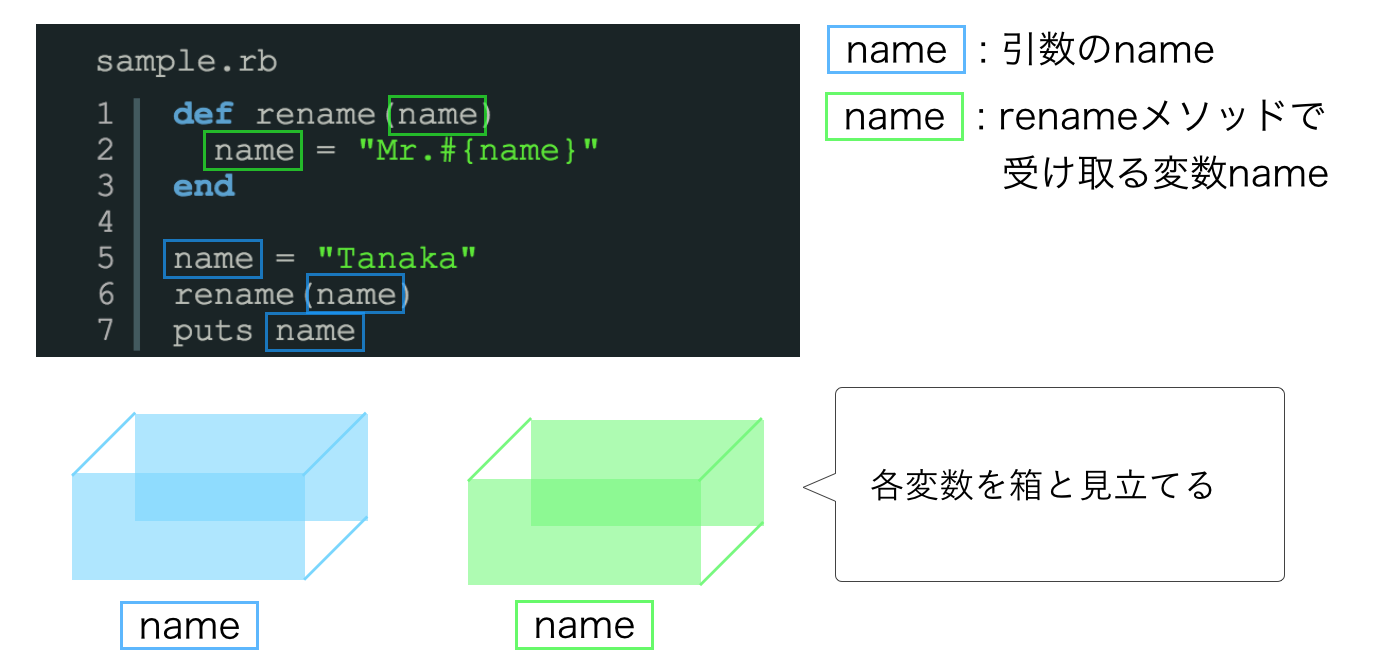 sample.rb
1 def rename(name)
2 name = "Mr.#{name}"
3 end
4
5 name = "Tanaka"
6 rename(name)
7 puts name
name : 引数のname
name : renameメソッドで
受け取る変数name
各変数を箱と見立てる
name
name